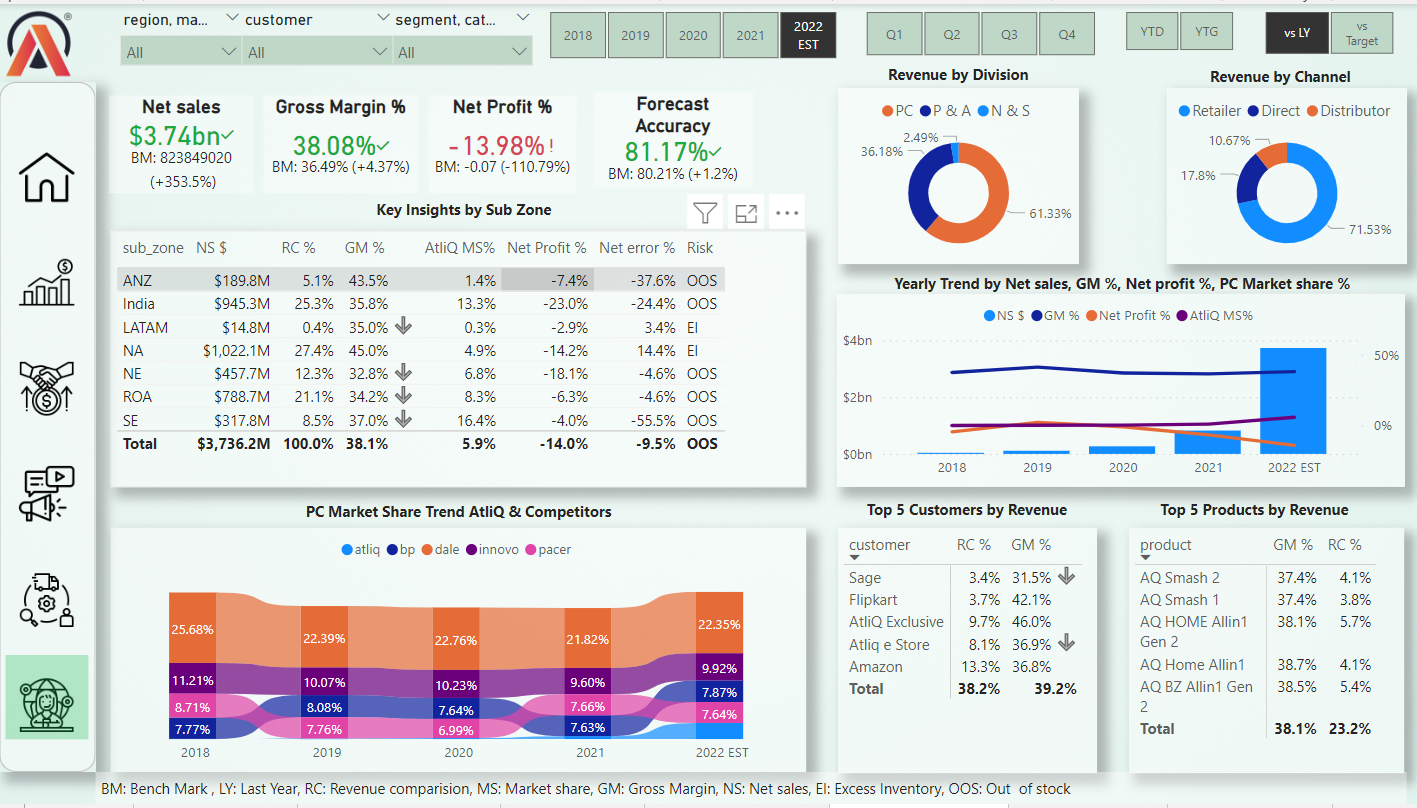 region, ma... customer segment, cat...
All All All
2018 2019 2020 2021 2022 EST
Q1 Q2 Q3 Q4
YTD YTG
vs LY vs Target
Net sales
$3.74bn
BM: 823849020
(+353.5%)
Gross Margin %
38.08%
BM: 36.49% (+4.37%)
Net Profit %
-13.98% !
BM: -0.07 (-110.79%)
Forecast
Accuracy
81.17%
BM: 80.21% (+1.2%)
Revenue by Division
PC P & A N & S
2.49%
36.18%
61.33%
Revenue by Channel
Retailer Direct Distributor
10.67%
17.8%
71.53%
Key Insights by Sub Zone
sub_zone NS $ RC % GM % AtliQ MS% Net Profit % Net error % Risk
ANZ $189.8M 5.1% 43.5% 1.4% -7.4% -37.6% OOS
India $945.3M 25.3% 35.8% 13.3% -23.0% -24.4% OOS
LATAM $14.8M 0.4% 35.0% 0.3% -2.9% 3.4% EI
NA $1,022.1M 27.4% 45.0% 4.9% -14.2% 14.4% EI
NE $457.7M 12.3% 32.8% 6.8% -18.1% -4.6% OOS
ROA $788.7M 21.1% 34.2% 8.3% -6.3% -4.6% OOS
SE $317.8M 8.5% 37.0% 16.4% -4.0% -55.5% OOS
Total $3,736.2M 100.0% 38.1% 5.9% -14.0% -9.5% OOS
Yearly Trend by Net sales, GM %, Net profit %, PC Market share %
NS $ GM % Net Profit % AtliQ MS%
$4bn 50%
$2bn
0%
$0bn
2018 2019 2020 2021 2022 EST
PC Market Share Trend AtliQ & Competitors
atliq bp dale innovo pacer
25.68% 22.39% 22.76% 21.82% 22.35%
11.21% 10.07% 10.23% 9.60% 9.92%
8.71% 8.08% 7.64% 7.66% 7.87%
7.77% 7.76% 6.99% 7.63% 7.64%
2018 2019 2020 2021 2022 EST
Top 5 Customers by Revenue
customer RC % GM %
Sage 3.4% 31.5%
Flipkart 3.7% 42.1%
AtliQ Exclusive 9.7% 46.0%
Atliq e Store 8.1% 36.9%
Amazon 13.3% 36.8%
Total 38.2% 39.2%
Top 5 Products by Revenue
product GM % RC %
AQ Smash 2 37.4% 4.1%
AQ Smash 1 37.4% 3.8%
AQ HOME Allin1 38.1% 5.7%
Gen 2
AQ Home Allin1 38.7% 4.1%
AQ BZ Allin1 Gen 38.5% 5.4%
2
Total 38.1% 23.2%
BM: Bench Mark , LY: Last Year, RC: Revenue comparision, MS: Market share, GM: Gross Margin, NS: Net sales, EI: Excess Inventory, OOS: Out of stock